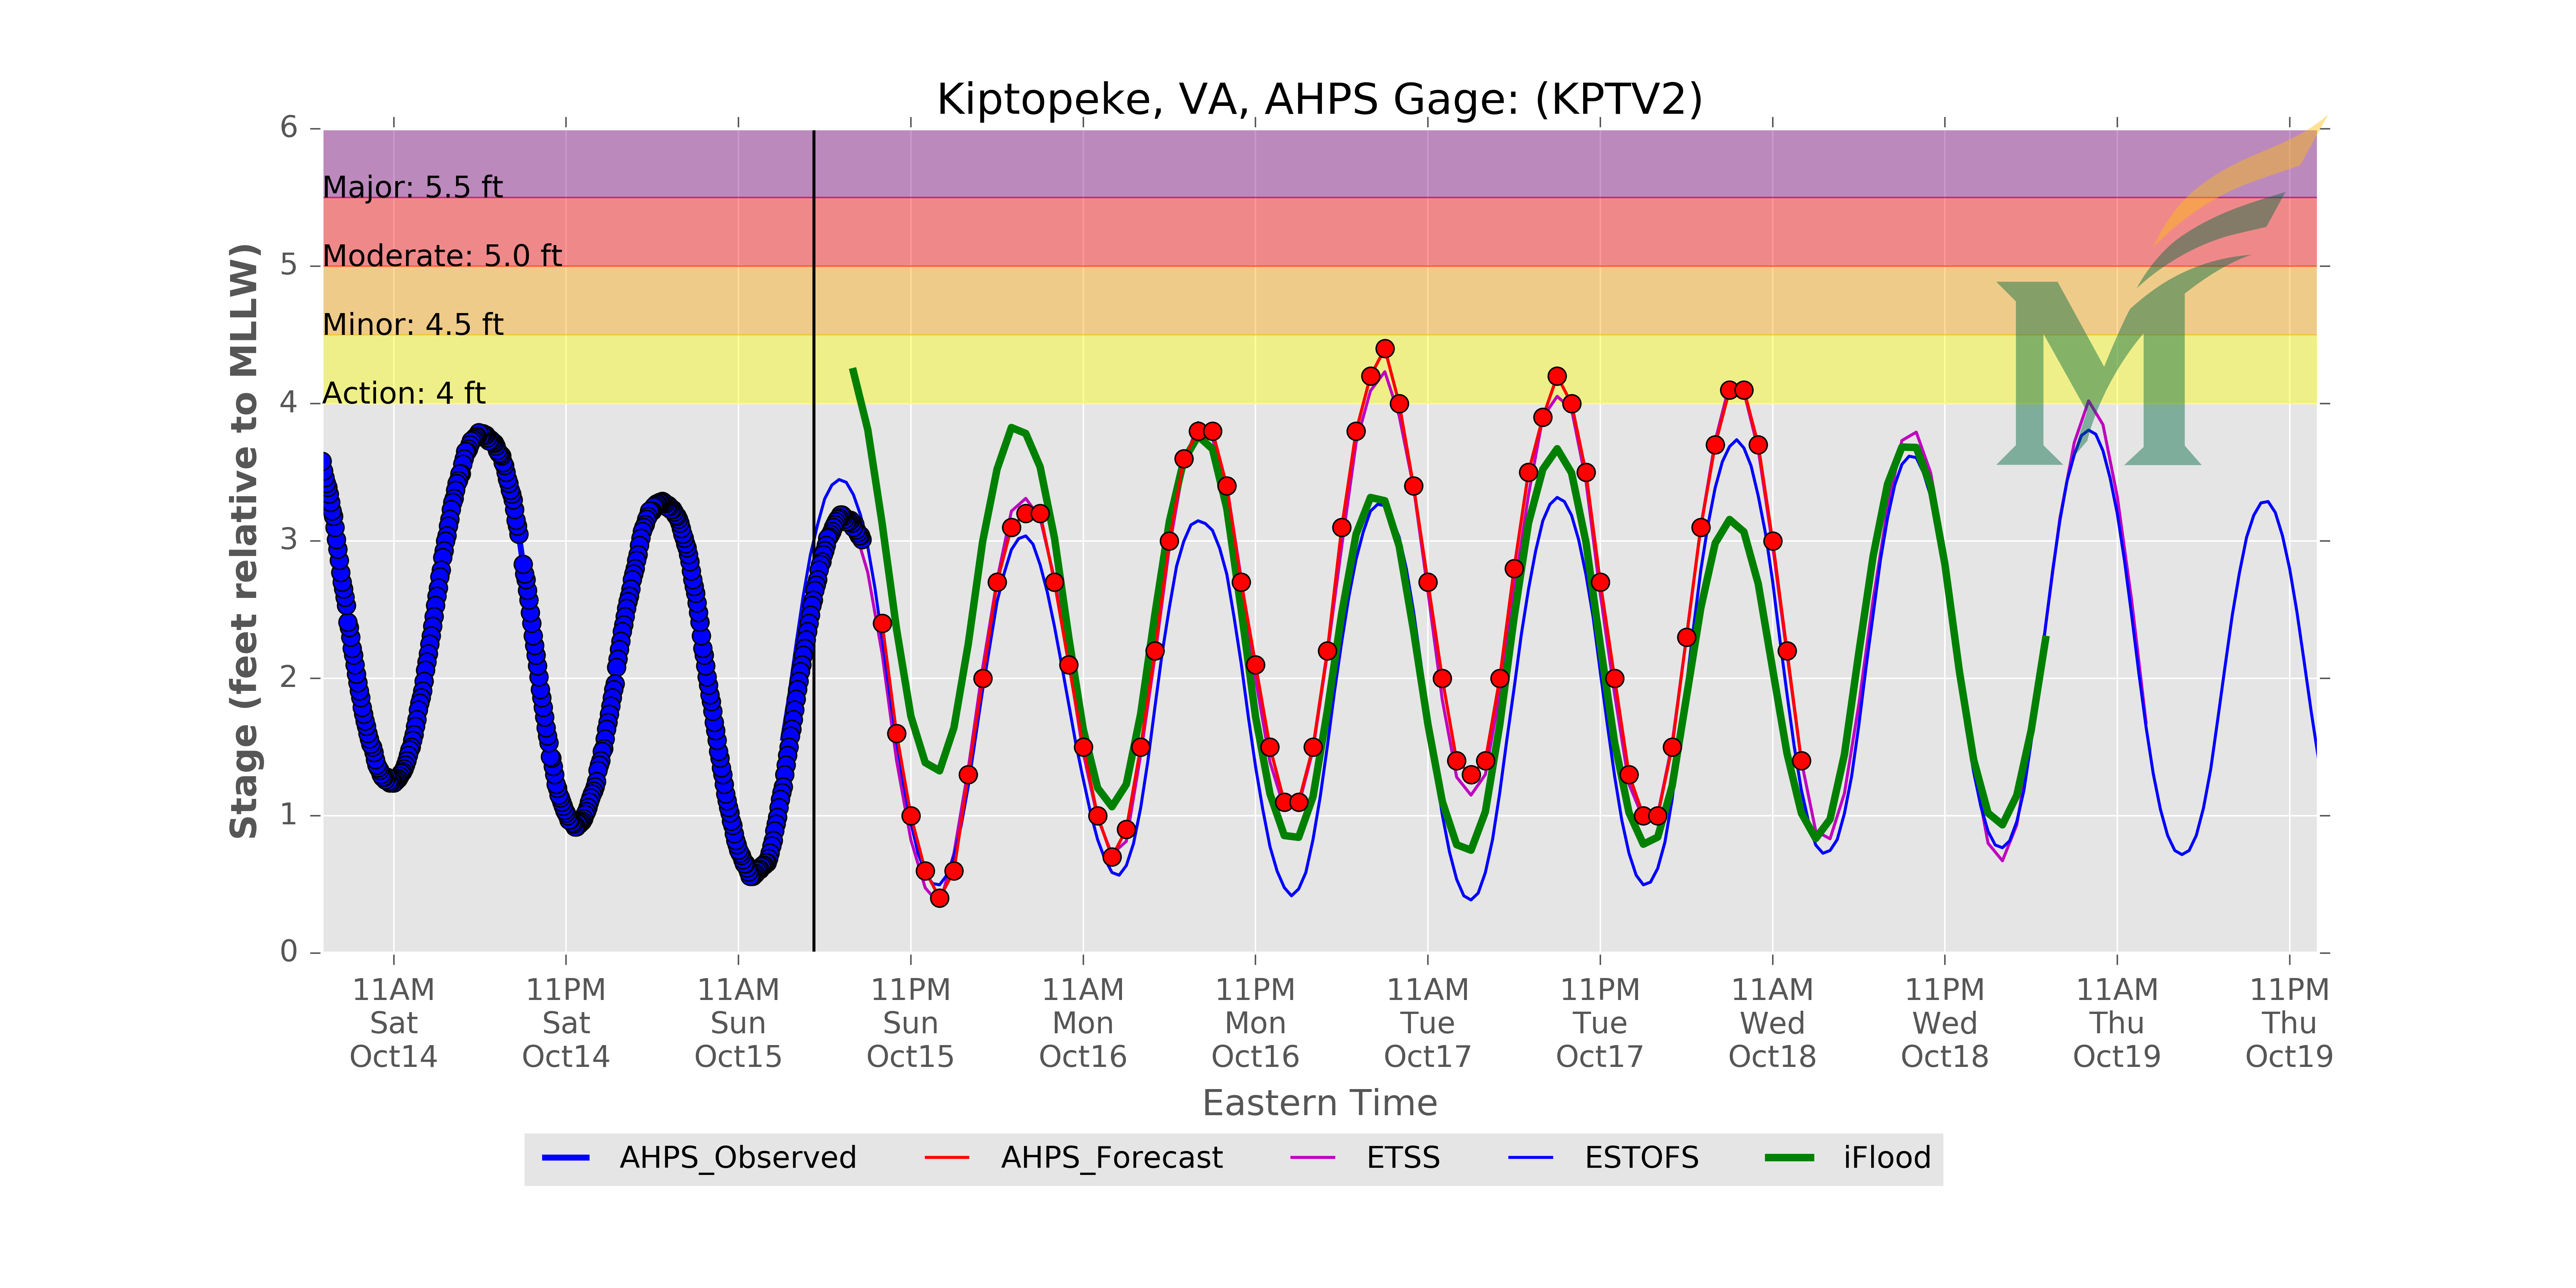 Kiptopeke, VA, AHPS Gage: (KPTV2)
6
5
4
3
2
1
0
Stage (feet relative to MLLW)
Major: 5.5 ft
Moderate: 5.0 ft
Minor: 4.5 ft
Action: 4 ft
M
11AM
Sat
Oct14
11PM
Sat
Oct14
11AM
Sun
Oct15
11PM
Sun
Oct15
11AM
Mon
Oct16
11PM
Mon
Oct16
11AM
Tue
Oct17
11PM
Tue
Oct17
11AM
Wed
Oct18
11PM
Wed
Oct18
11AM
Thu
Oct19
11PM
Thu
Oct19
Eastern Time
AHPS_Observed
AHPS_Forecast
ETSS
ESTOFS
iFlood